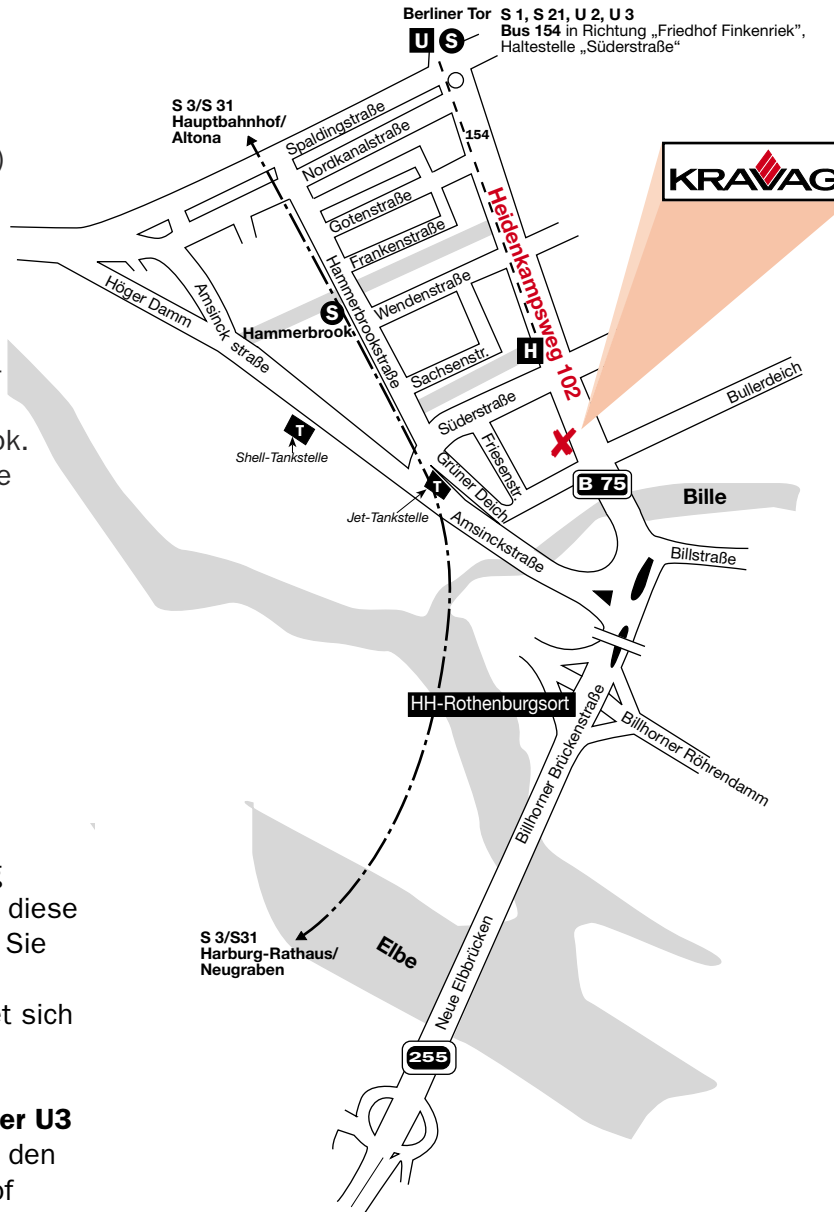 Berliner Tor
S 1, S 21, U 2, U 3
Bus 154 in Richtung „Friedhof Finkenriek“,
Haltestelle „Süderstraße“
U S
S 3/S 31
Hauptbahnhof/
Altona
)
Spaldingstraße
Nordkanalstraße
154
KRAVAG
Gotenstraße
Frankenstraße
Heidenkampsweg 102
Hammerbrookstraße
Wendenstraße
Höger Damm
Amsinck straße
S
Hammerbrook
H
Sachsenstr.
Süderstraße
Bullerdeich
T
Shell-Tankstelle
ok.
e
Friesenstr.
Grüner Deich
X
B 75
T
Jet-Tankstelle
Bille
Amsinckstraße
Billstraße
HH-Rothenburgsort
Billhorner Brückenstraße
Billhorner Röhrendamm
g
diese
Sie
S 3/S31
Harburg-Rathaus/
Neugraben
Elbe
Neue Elbbrücken
et sich
255
er U3
den
of